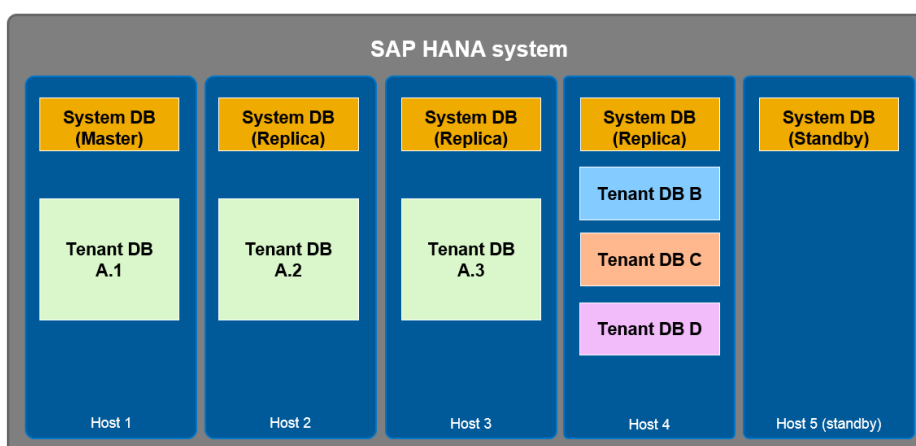 SAP HANA system
System DB
(Master)
System DB
(Replica)
System DB
(Replica)
System DB
(Replica)
System DB
(Standby)
Tenant DB
A.1
Tenant DB
A.2
Tenant DB
A.3
Tenant DB B
Tenant DB C
Tenant DB D
Host 1
Host 2
Host 3
Host 4
Host 5 (standby)